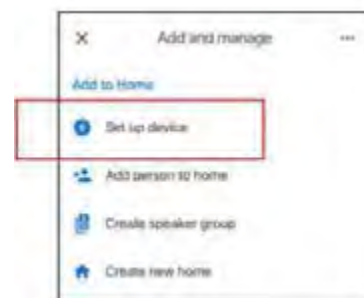 Add and manage
Add to Home
Set up device
Add person to home
Create speaker group
Create new home